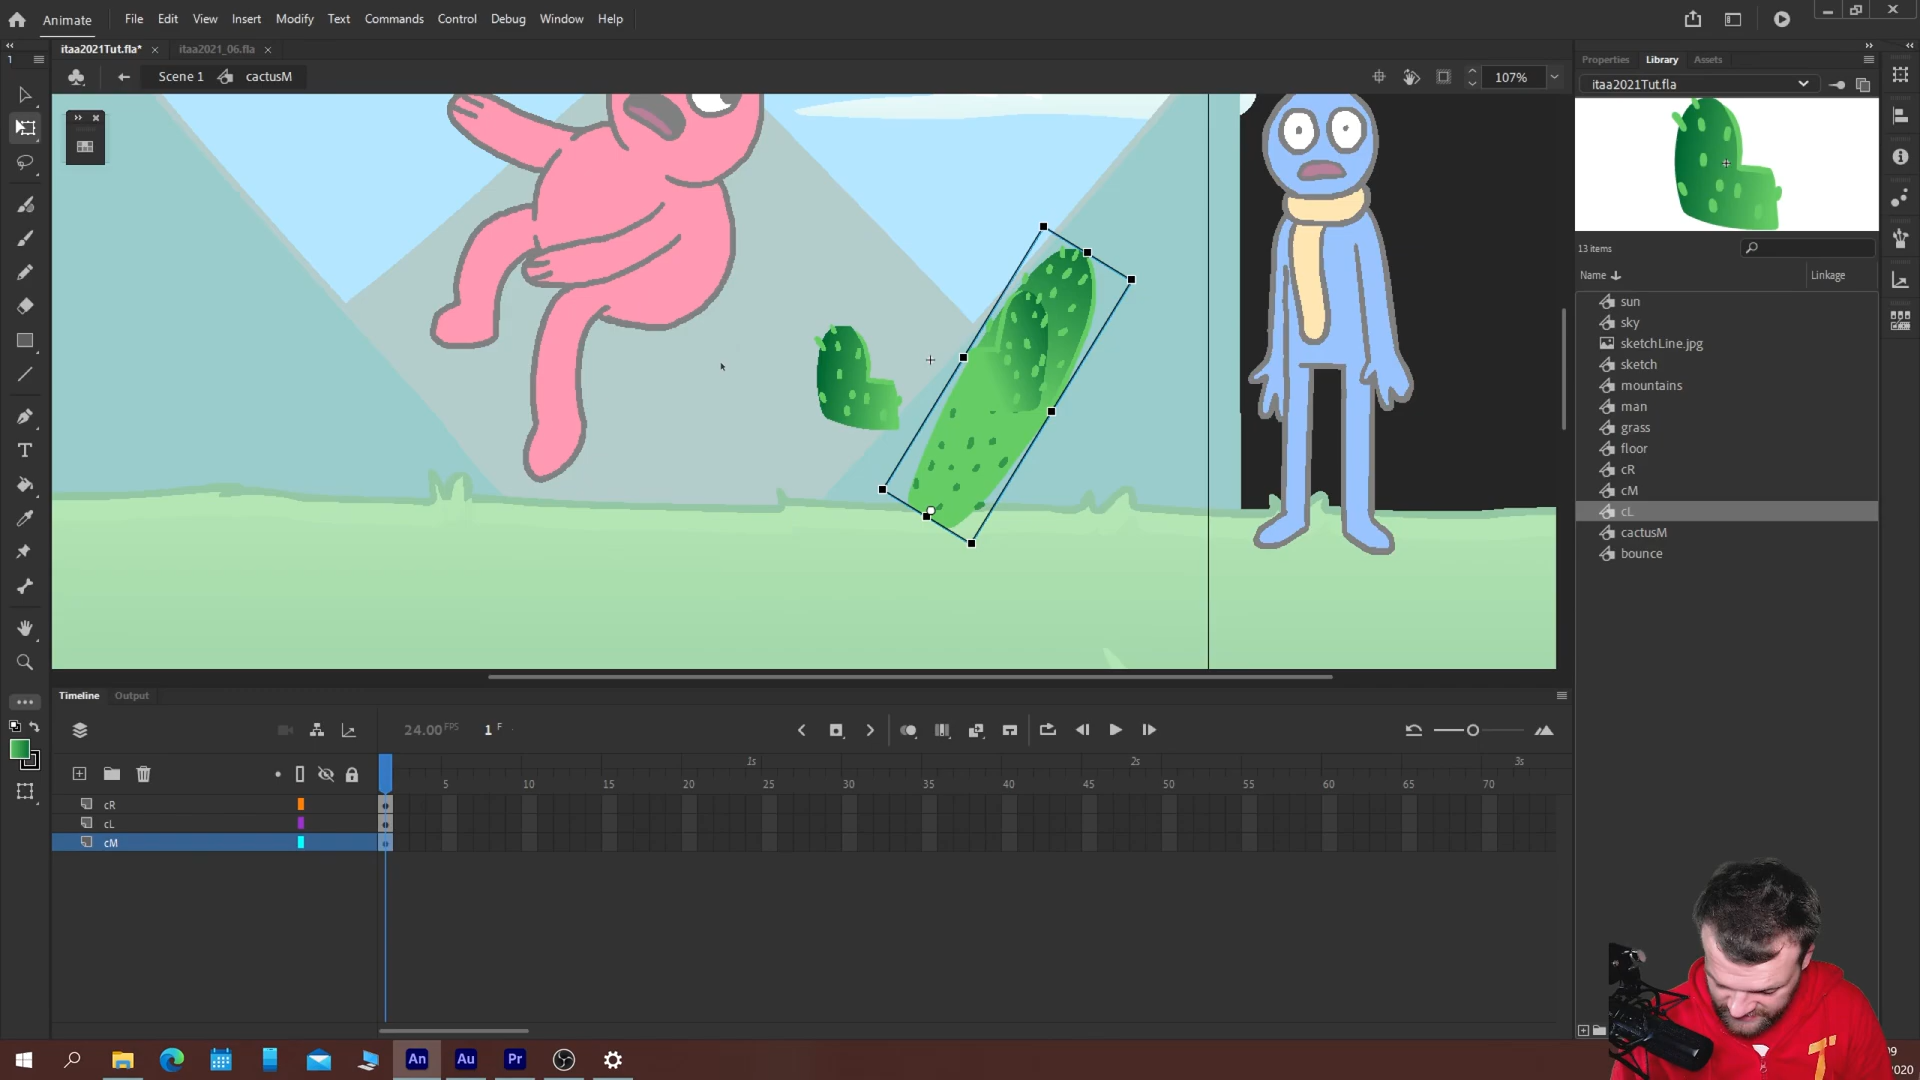 Animate File Edit View Insert Modify Text Commands Control Debug Window Help
itaa2021Tut.fla* itaa2021_06.fla
1
Scene 1 cactusM 107%
Properties Library Assets
itaa2021Tut.fla
13 items
Name Linkage
sun
sky
sketchLine.jpg
sketch
mountains
man
grass
floor
cR
cM
cL
cactusM
bounce
Timeline Output
24.00 FPS 1 F
1s 2s 3s
5 10 15 20 25 30 35 40 45 50 55 60 65 70
cR
cL
cM
An Au Pr